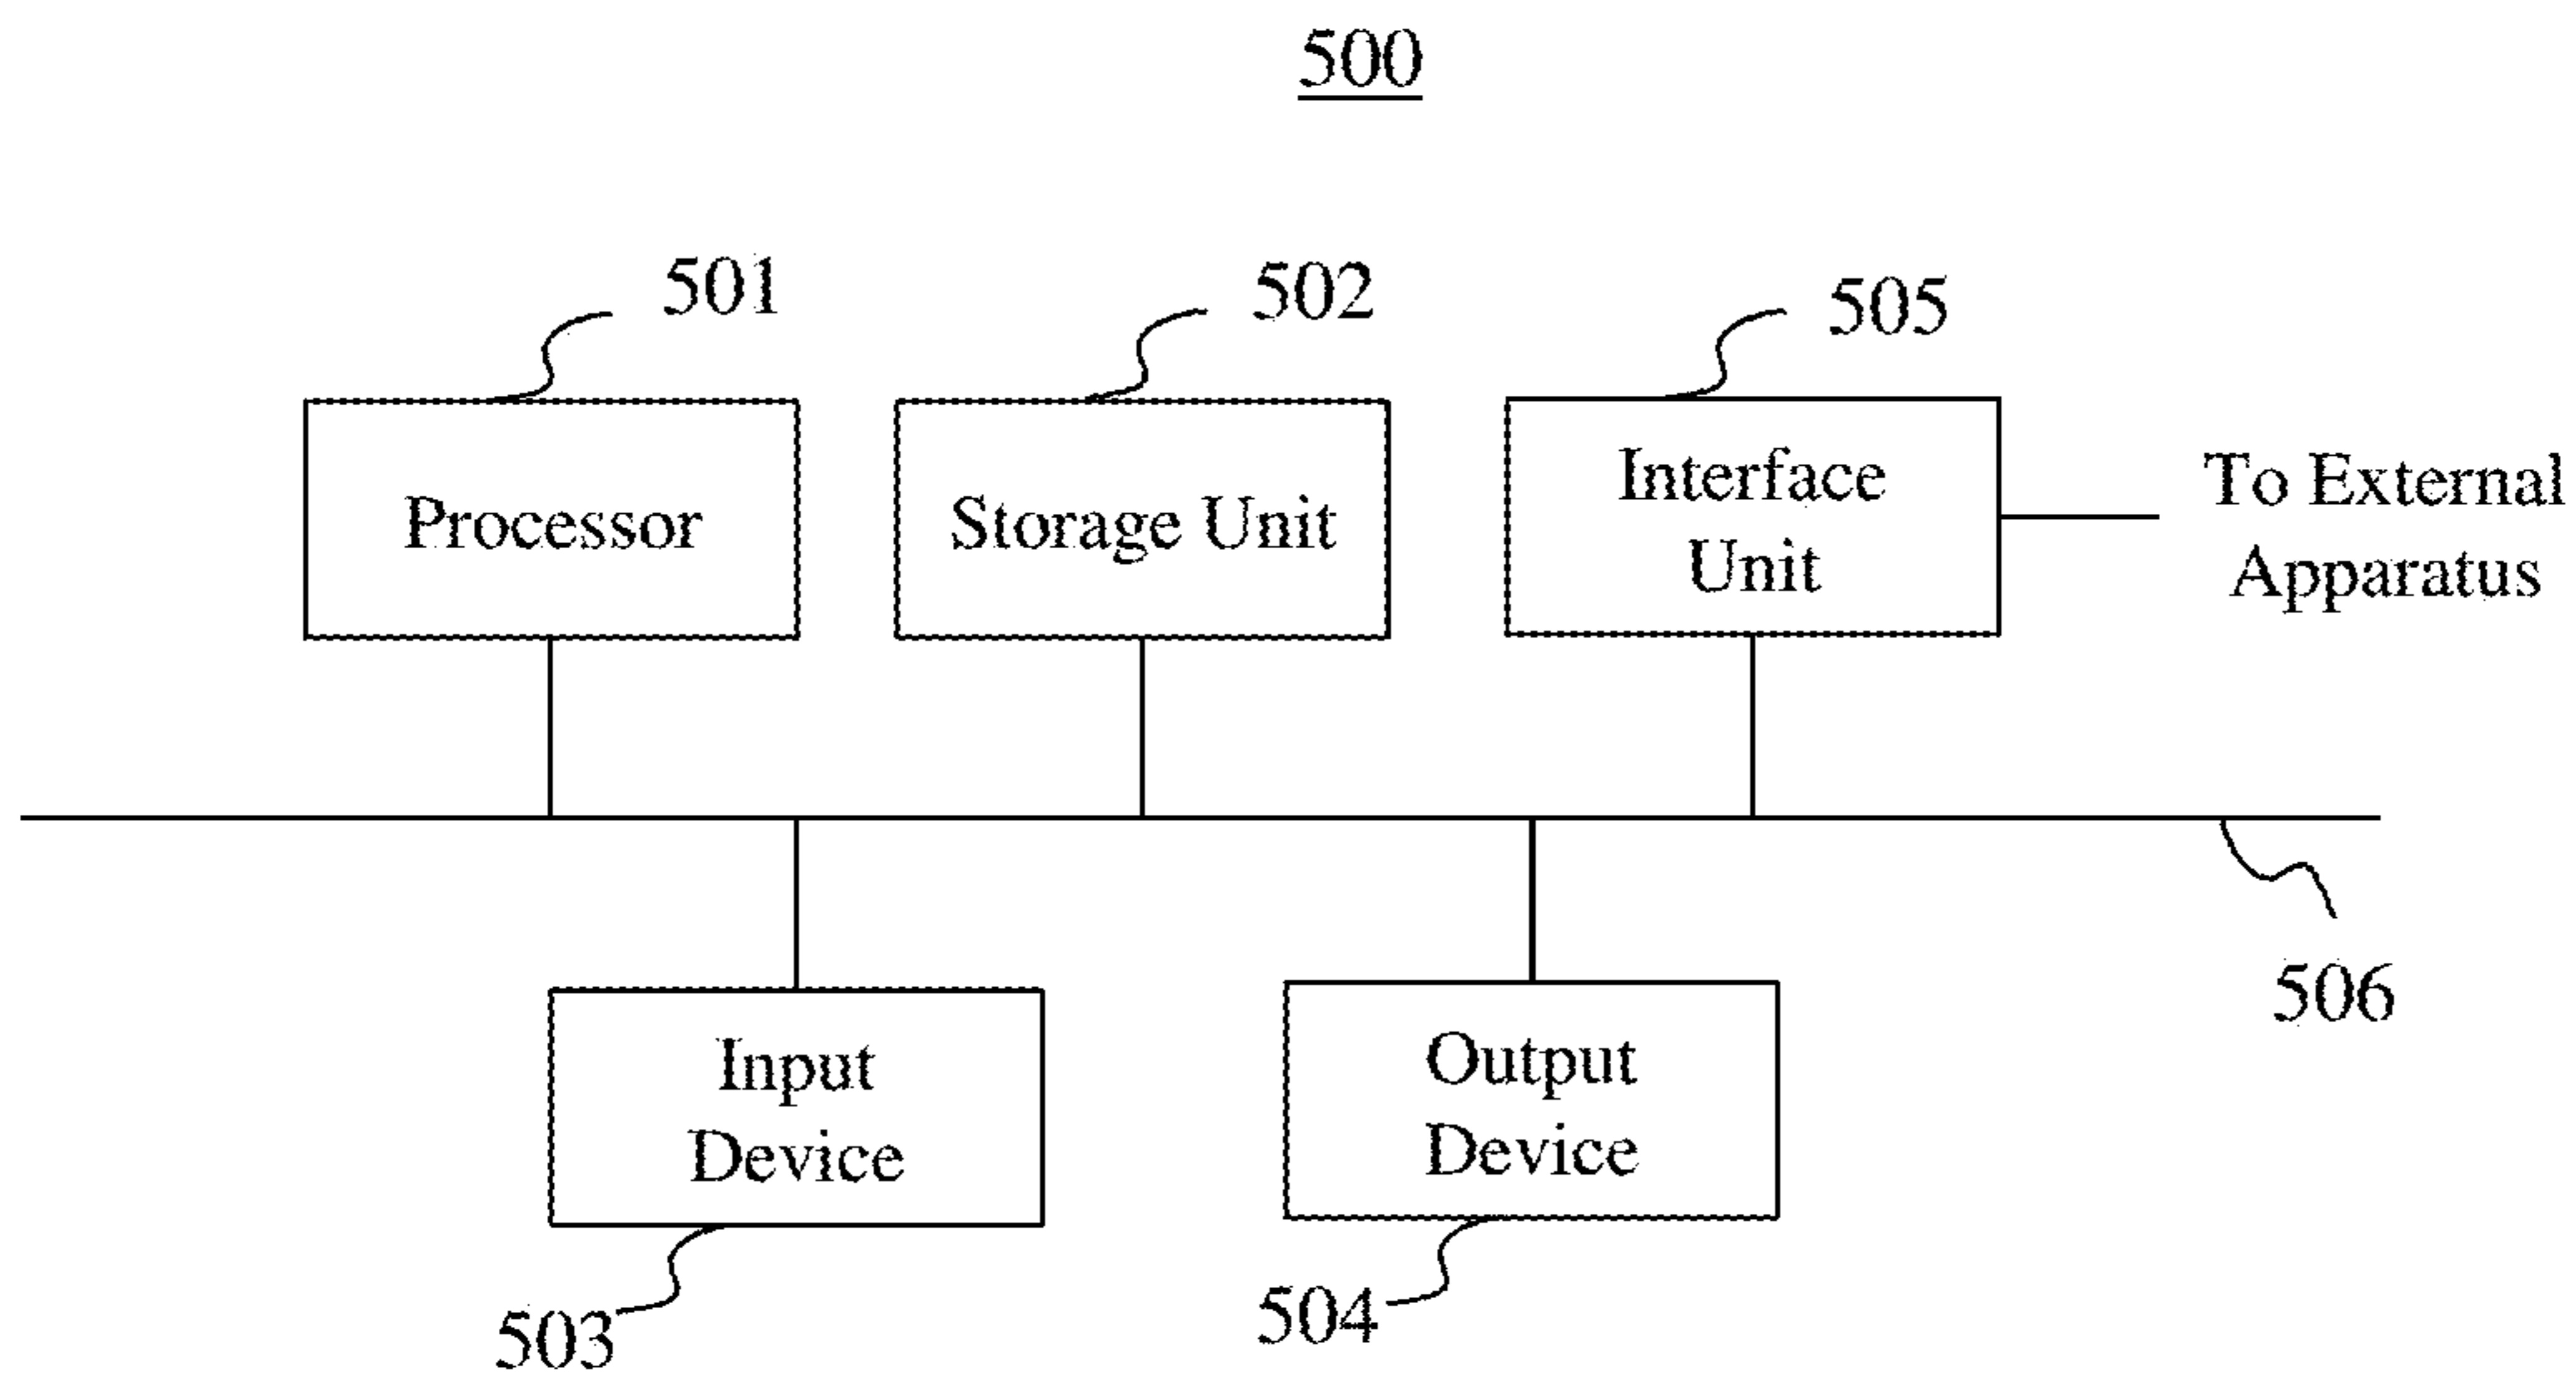 500
501
502
505
Processor
Storage Unit
Interface
Unit
To External
Apparatus
506
Input
Device
Output
Device
503
504